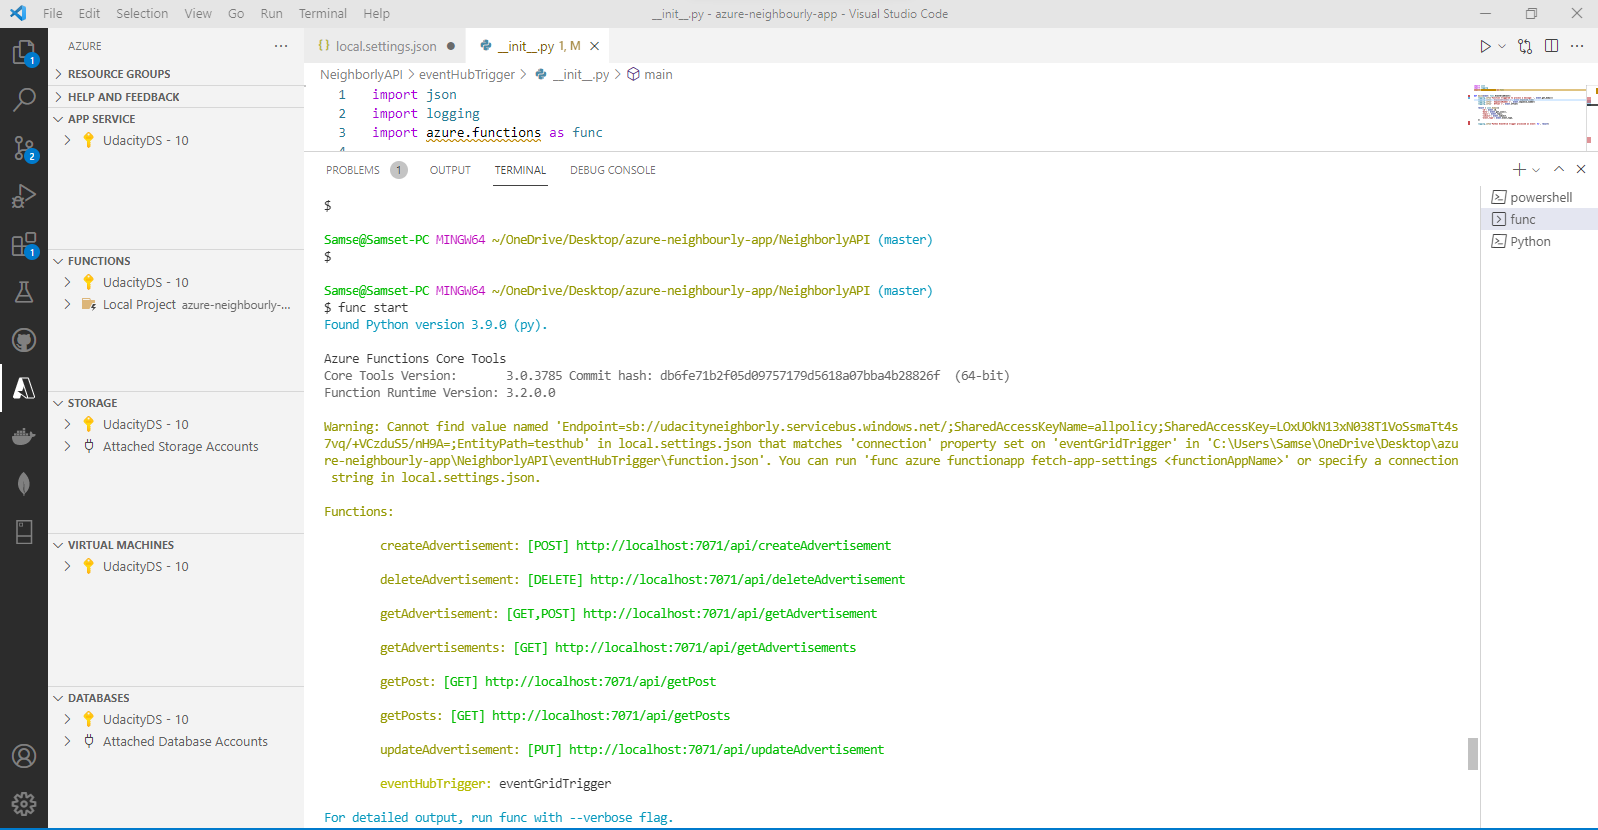 File Edit Selection View Go Run Terminal Help
__init__.py - azure-neighbourly-app - Visual Studio Code
AZURE
RESOURCE GROUPS
HELP AND FEEDBACK
APP SERVICE
UdacityDS - 10
FUNCTIONS
UdacityDS - 10
Local Project azure-neighbourly-...
STORAGE
UdacityDS - 10
Attached Storage Accounts
VIRTUAL MACHINES
UdacityDS - 10
DATABASES
UdacityDS - 10
Attached Database Accounts
1
2
1
{} local.settings.json
__init__.py 1, M
NeighborlyAPI > eventHubTrigger > __init__.py > main
1 import json
2 import logging
3 import azure.functions as func
4
PROBLEMS 1 OUTPUT TERMINAL DEBUG CONSOLE
$
Samse@Samset-PC MINGW64 ~/OneDrive/Desktop/azure-neighbourly-app/NeighborlyAPI (master)
$
Samse@Samset-PC MINGW64 ~/OneDrive/Desktop/azure-neighbourly-app/NeighborlyAPI (master)
$ func start
Found Python version 3.9.0 (py).
Azure Functions Core Tools
Core Tools Version: 3.0.3785 Commit hash: db6fe71b2f05d09757179d5618a07bba4b28826f (64-bit)
Function Runtime Version: 3.2.0.0
Warning: Cannot find value named 'Endpoint=sb://udacityneighborly.servicebus.windows.net/;SharedAccessKeyName=allpolicy;SharedAccessKey=LOxUOkN13xN038T1VoSsmaTt4s
7vq/+VCzduS5/nH9A=;EntityPath=testhub' in local.settings.json that matches 'connection' property set on 'eventGridTrigger' in 'C:\Users\Samse\OneDrive\Desktop\azu
re-neighbourly-app\NeighborlyAPI\eventHubTrigger\function.json'. You can run 'func azure functionapp fetch-app-settings <functionAppName>' or specify a connection
string in local.settings.json.
Functions:
createAdvertisement: [POST] http://localhost:7071/api/createAdvertisement
deleteAdvertisement: [DELETE] http://localhost:7071/api/deleteAdvertisement
getAdvertisement: [GET,POST] http://localhost:7071/api/getAdvertisement
getAdvertisements: [GET] http://localhost:7071/api/getAdvertisements
getPost: [GET] http://localhost:7071/api/getPost
getPosts: [GET] http://localhost:7071/api/getPosts
updateAdvertisement: [PUT] http://localhost:7071/api/updateAdvertisement
eventHubTrigger: eventGridTrigger
For detailed output, run func with --verbose flag.
powershell
func
Python